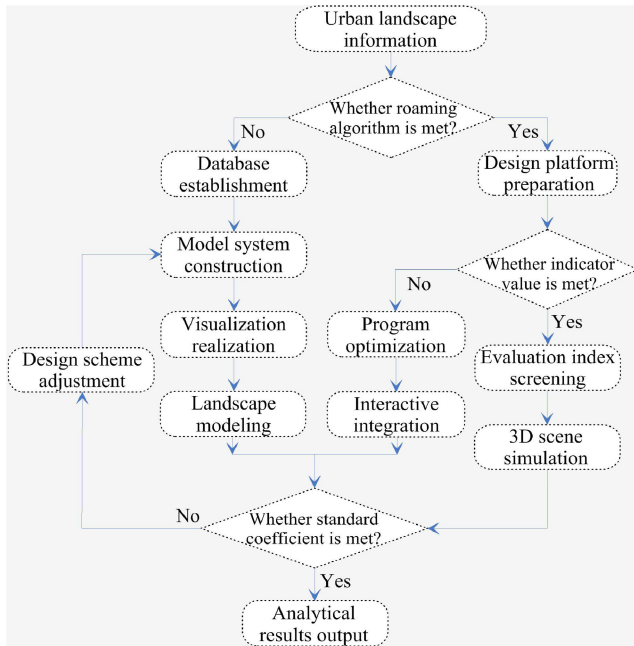 Urban landscape
information
Whether roaming
algorithm is met?
No
Yes
Database
establishment
Design platform
preparation
Model system
construction
Whether indicator
value is met?
No
Yes
Visualization
realization
Program
optimization
Design scheme
adjustment
Evaluation index
screening
Landscape
modeling
Interactive
integration
3D scene
simulation
No
Whether standard
coefficient is met?
Yes
Analytical
results output